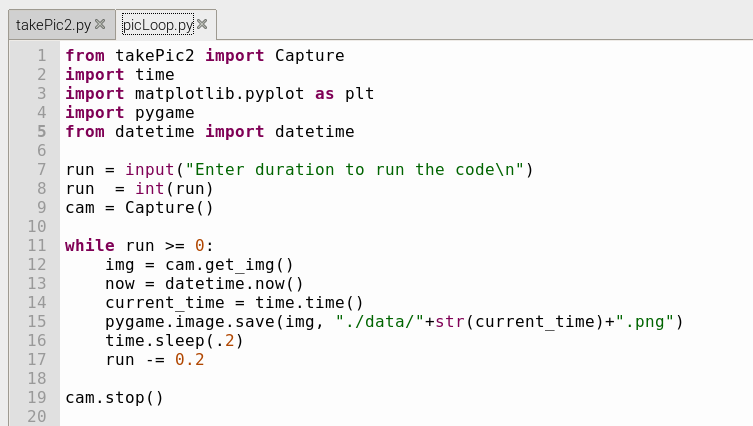 takePic2.py picLoop.py
1 from takePic2 import Capture
2 import time
3 import matplotlib.pyplot as plt
4 import pygame
5 from datetime import datetime
6
7 run = input("Enter duration to run the code\n")
8 run  = int(run)
9 cam = Capture()
10
11 while run >= 0:
12     img = cam.get_img()
13     now = datetime.now()
14     current_time = time.time()
15     pygame.image.save(img, "./data/"+str(current_time)+".png")
16     time.sleep(.2)
17     run -= 0.2
18
19 cam.stop()
20